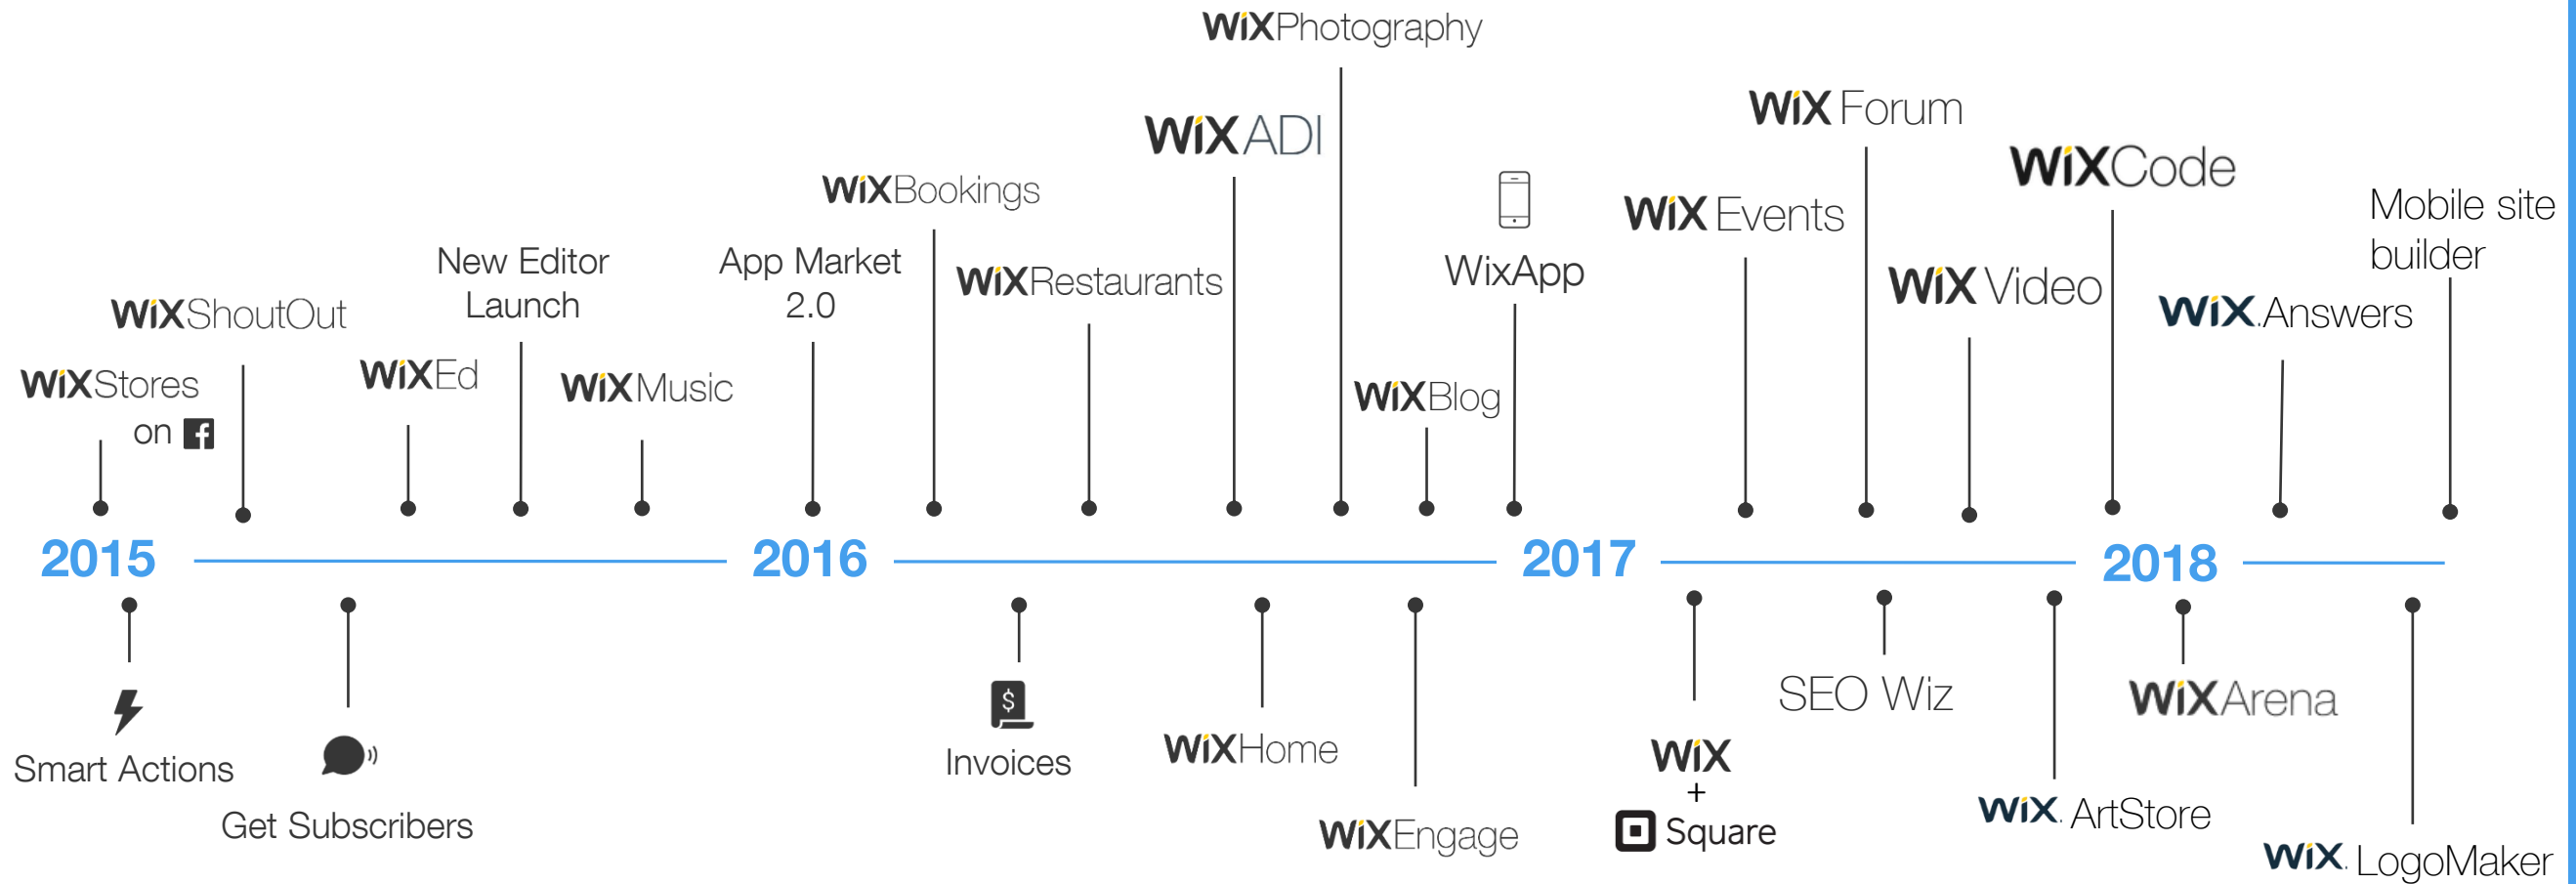 WiXPhotography
WiX Forum
WiXADI
WiXCode
WiXBookings
Mobile site
builder
WiX Events
New Editor
Launch
App Market
2.0
WiXRestaurants
WixApp
WiX Video
WiX.Answers
WiXShoutOut
WiXStores
on f
WiXEd
WiXMusic
WiXBlog
2015
2016
2017
2018
Smart Actions
Get Subscribers
$
Invoices
WiXHome
WiXEngage
WiX
+
Square
SEO Wiz
WiX. ArtStore
WiXArena
WiX. LogoMaker